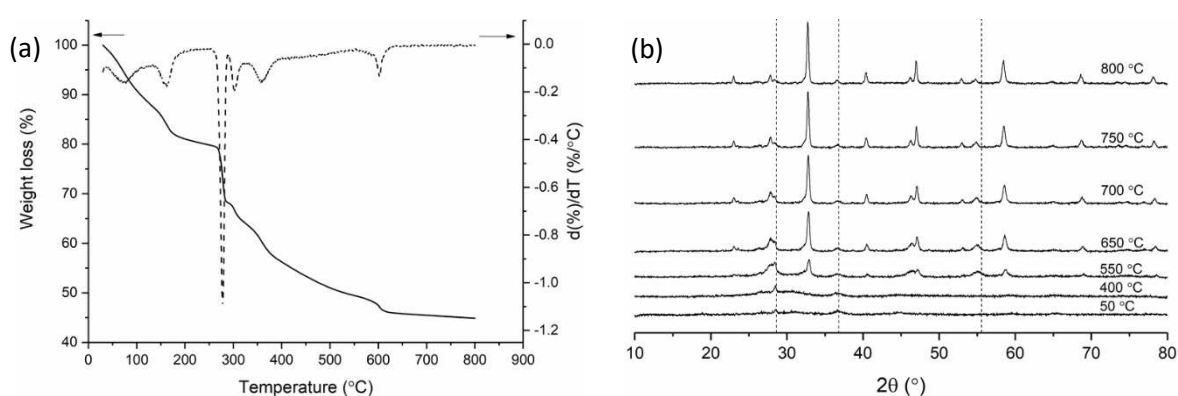 (a)
100
90
80
70
60
50
40
Weight loss (%)
0 100 200 300 400 500 600 700 800 900
Temperature (°C)
0.0
-0.2
-0.4
-0.6
-0.8
-1.0
-1.2
d(%)/dT (%/°C)
(b)
800 °C
750 °C
700 °C
650 °C
550 °C
400 °C
50 °C
10 20 30 40 50 60 70 80
2θ (°)